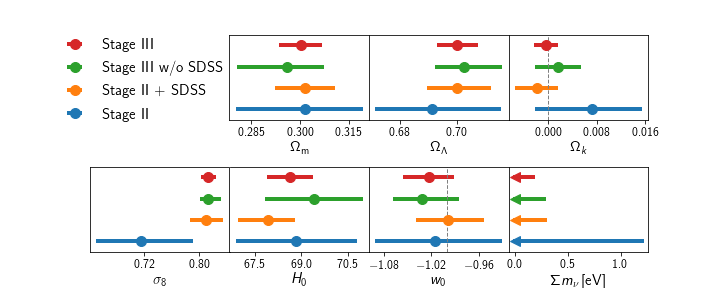 Stage III
Stage III w/o SDSS
Stage II + SDSS
Stage II
0.285 0.300 0.315
Ωm
0.68 0.70
ΩΛ
0.000 0.008 0.016
Ωk
0.72 0.80
σ8
67.5 69.0 70.5
H0
−1.08 −1.02 −0.96
w0
0.0 0.5 1.0
Σmν[eV]